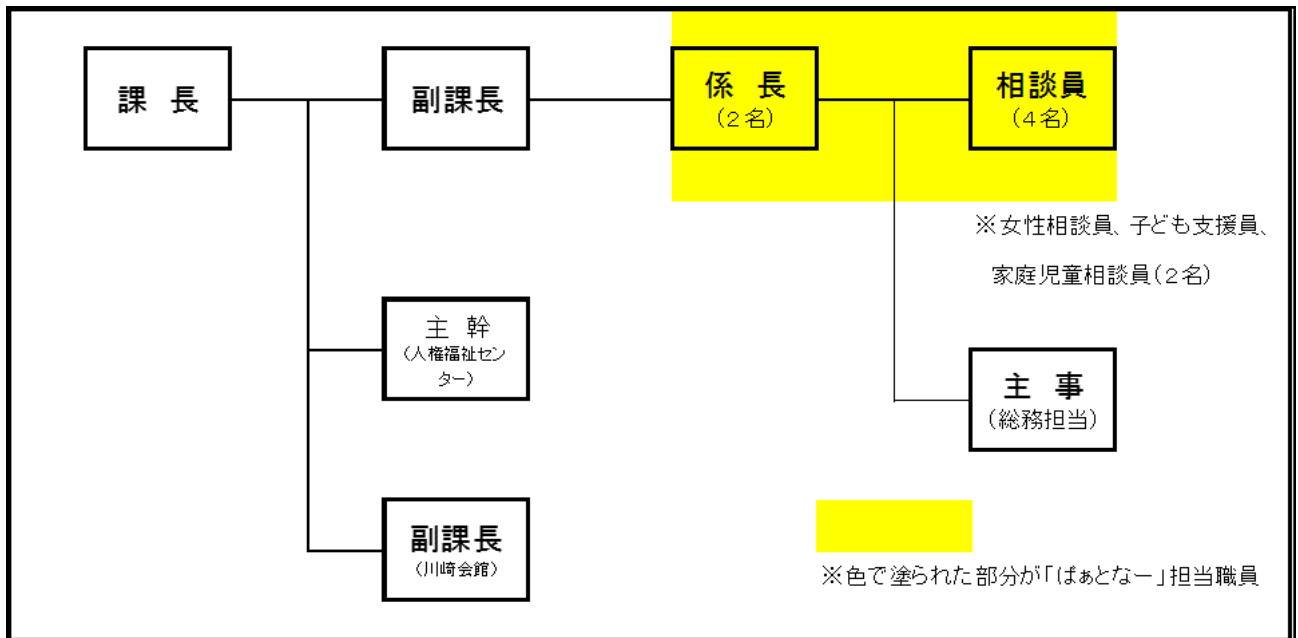 課 長
副課長
係 長
（２名）
相談員
（４名）
※女性相談員、子ども支援員、
家庭児童相談員（２名）
主 幹
（人権福祉セン
ター）
主 事
（総務担当）
副課長
（川崎会館）
※色で塗られた部分が「ぱぁとなー」担当職員